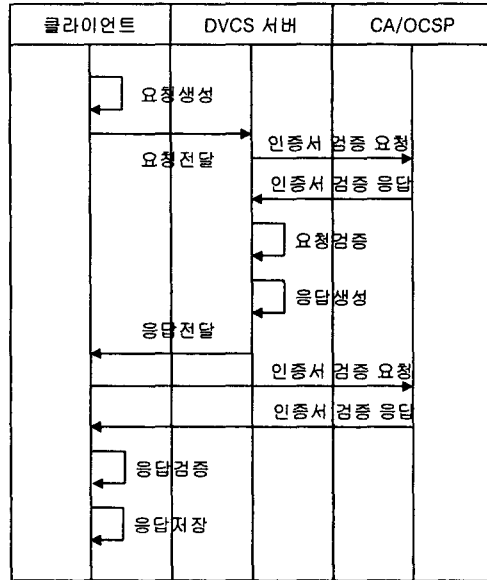 클라이언트 DVCS 서버 CA/OCSP
요청생성
인증서 검증 요청
요청전달
인증서 검증 응답
요청검증
응답생성
응답전달
인증서 검증 요청
인증서 검증 응답
응답검증
응답저장